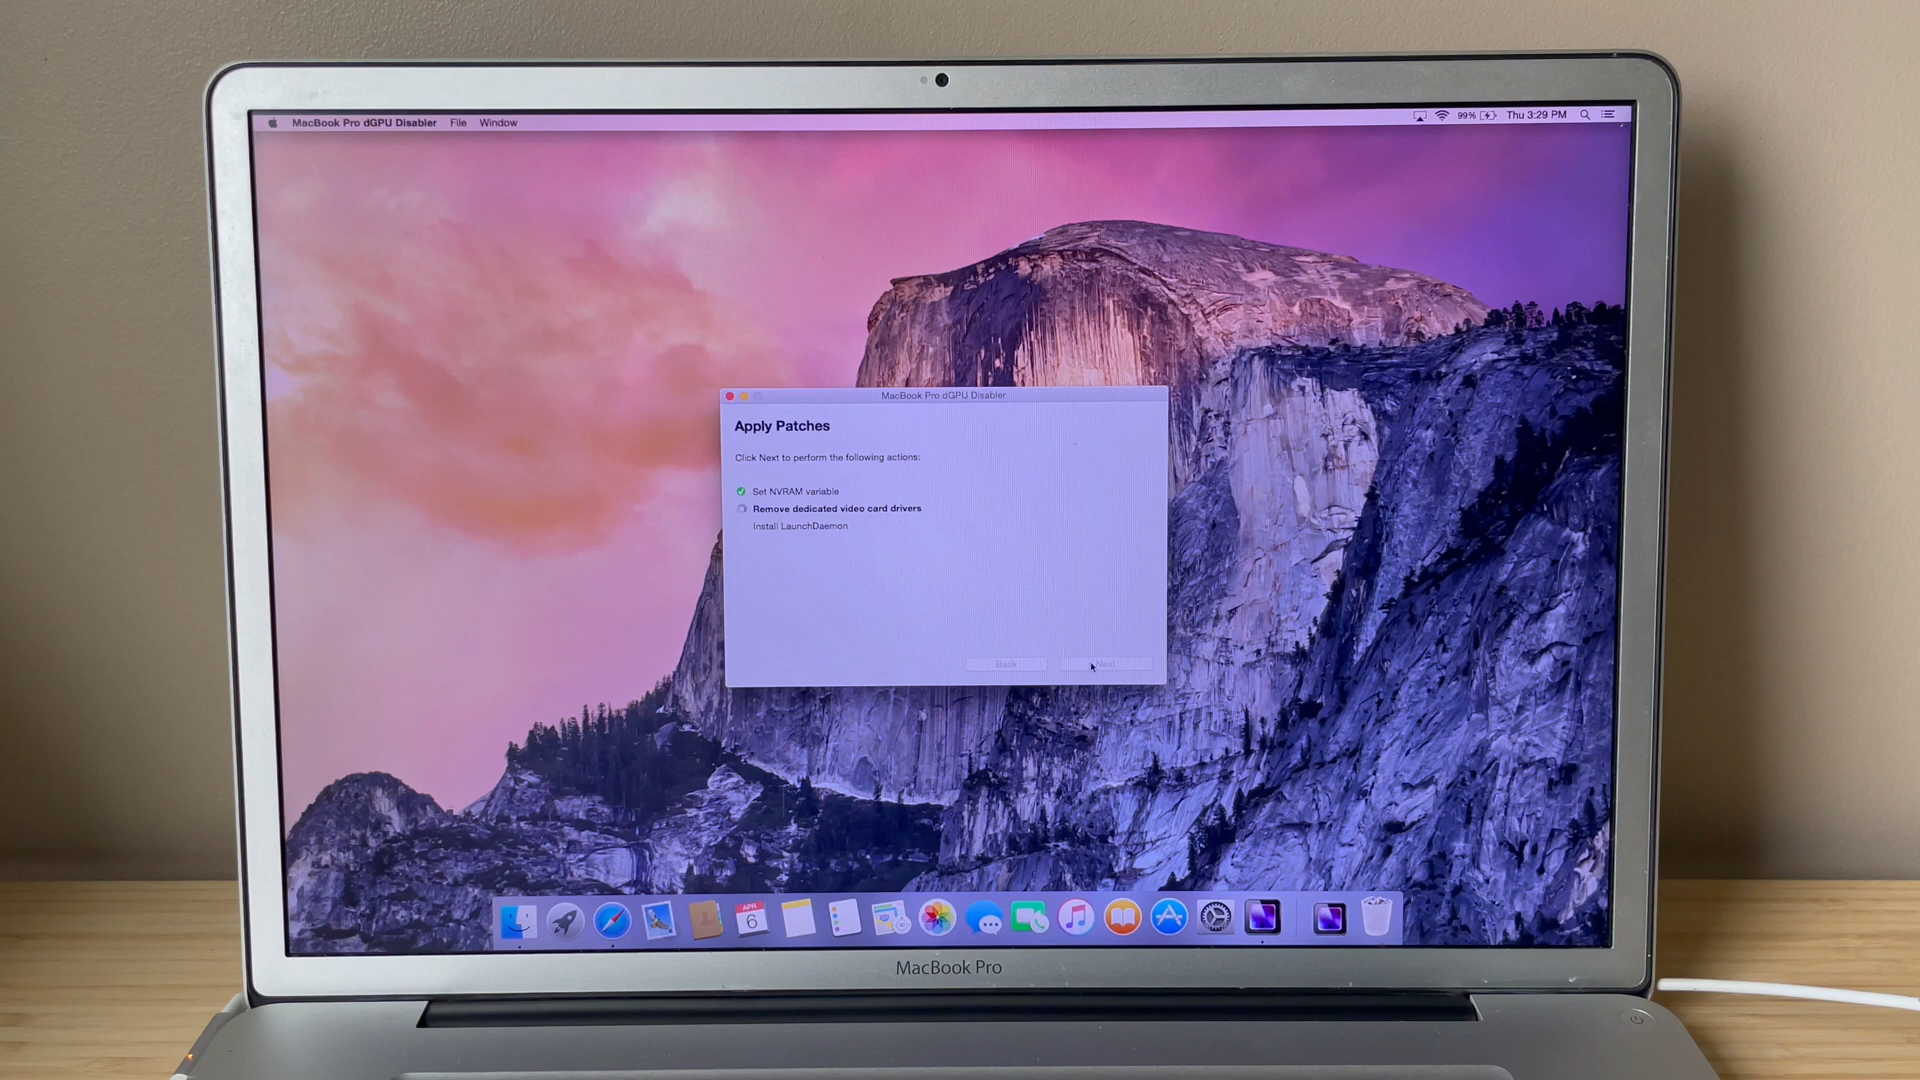 MacBook Pro dGPU Disabler File Window 99% Thu 3:29 PM
MacBook Pro dGPU Disabler
Apply Patches
Click Next to perform the following actions:
Set NVRAM variable
Remove dedicated video card drivers
Install LaunchDaemon
Back Next
APR
6
MacBook Pro